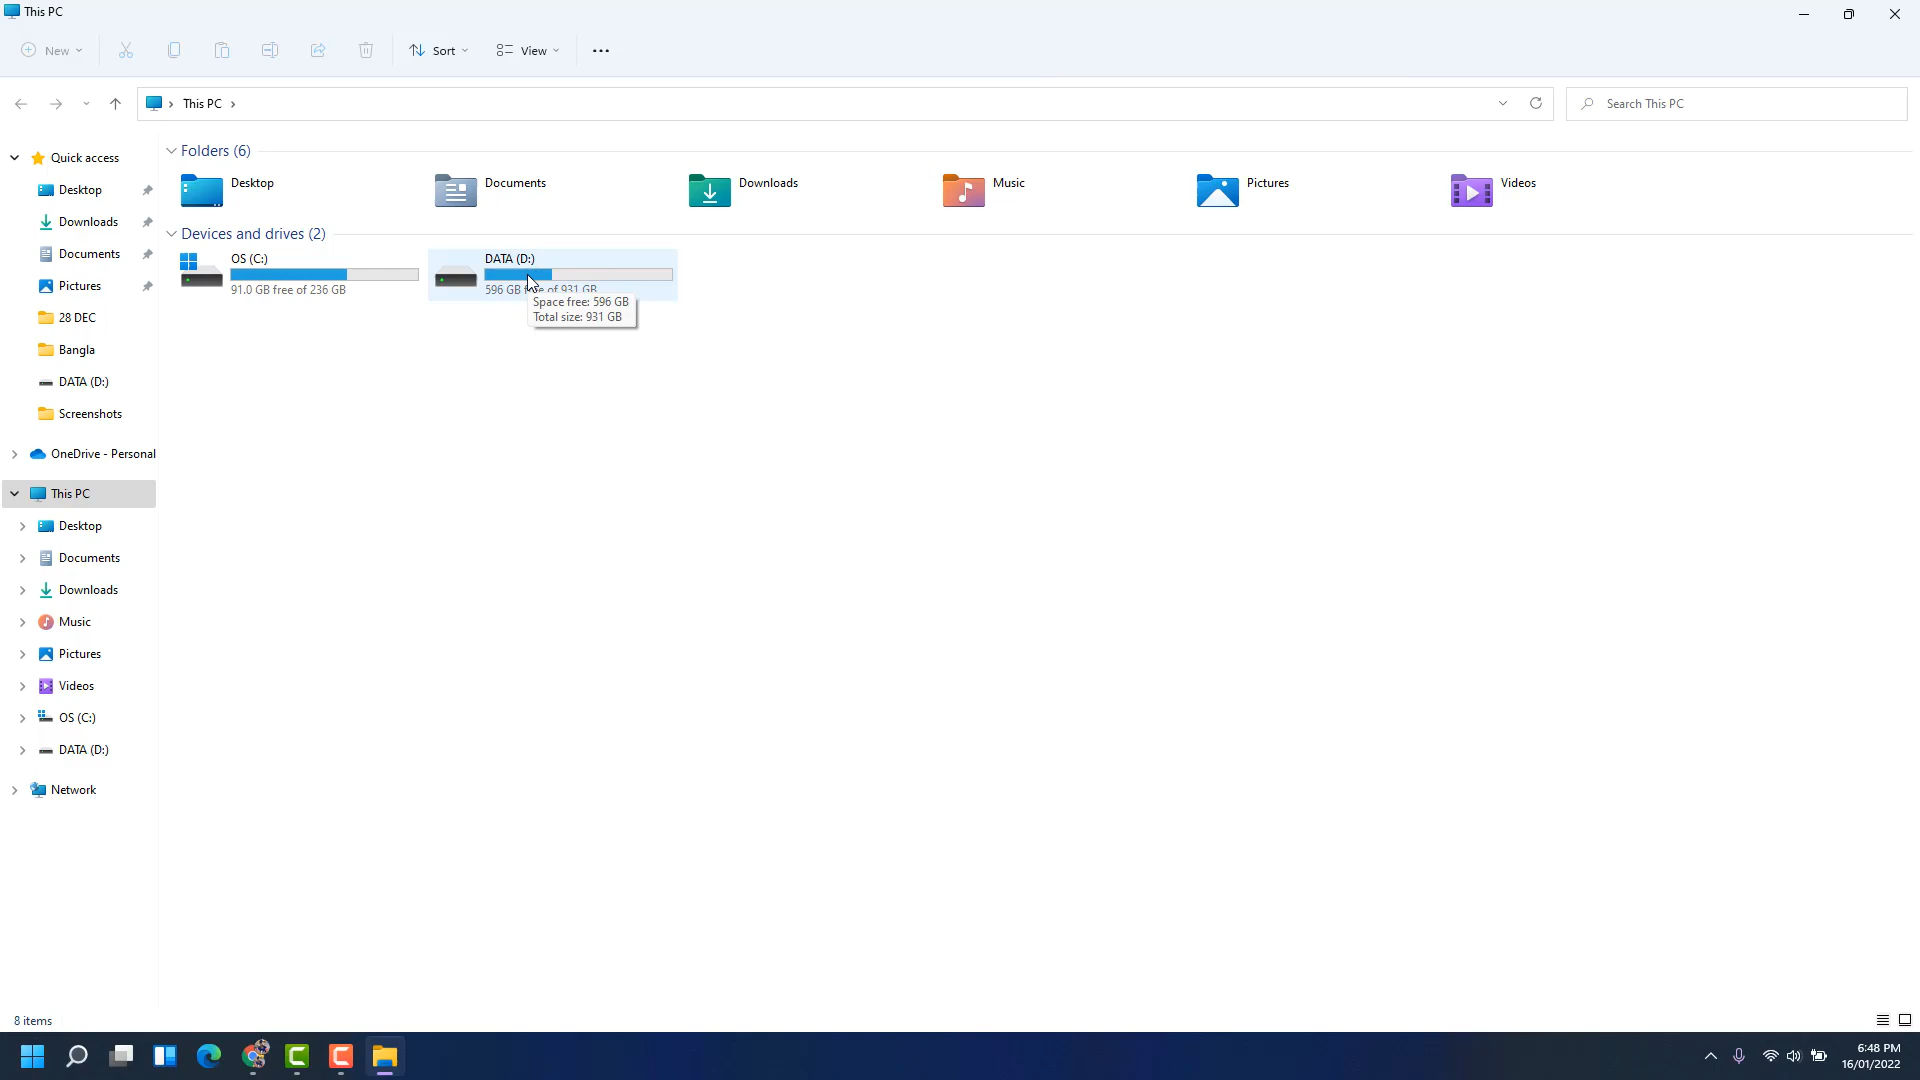 This PC
New
Sort
View
This PC
Search This PC
Quick access
Desktop
Downloads
Documents
Pictures
28 DEC
Bangla
DATA (D:)
Screenshots
OneDrive - Personal
This PC
Desktop
Documents
Downloads
Music
Pictures
Videos
OS (C:)
DATA (D:)
Network
Folders (6)
Desktop
Documents
Downloads
Music
Pictures
Videos
Devices and drives (2)
OS (C:)
91.0 GB free of 236 GB
DATA (D:)
596 GB free of 931 GB
Space free: 596 GB
Total size: 931 GB
8 items
6:48 PM
16/01/2022